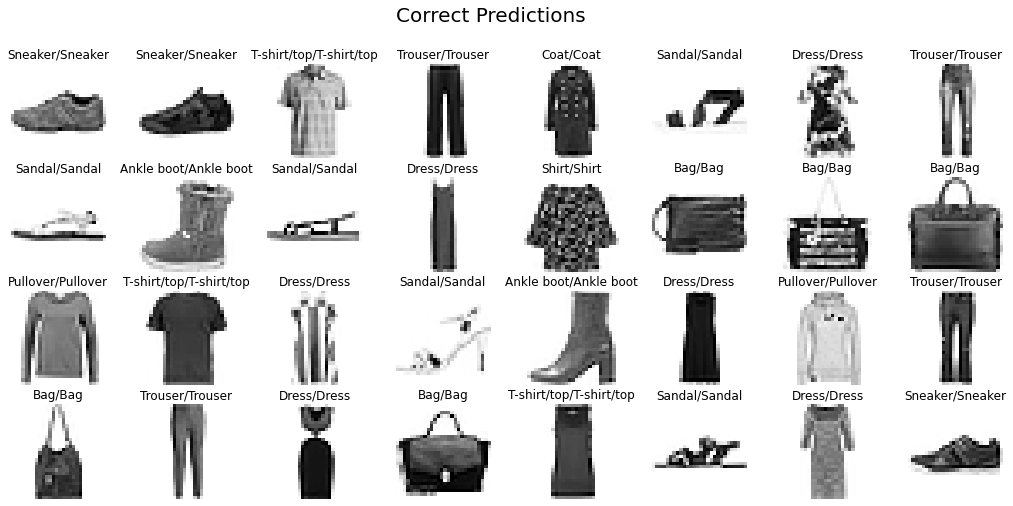 Correct Predictions
Sneaker/Sneaker Sneaker/Sneaker T-shirt/top/T-shirt/top Trouser/Trouser Coat/Coat Sandal/Sandal Dress/Dress Trouser/Trouser
Sandal/Sandal Ankle boot/Ankle boot Sandal/Sandal Dress/Dress Shirt/Shirt Bag/Bag Bag/Bag Bag/Bag
Pullover/Pullover T-shirt/top/T-shirt/top Dress/Dress Sandal/Sandal Ankle boot/Ankle boot Dress/Dress Pullover/Pullover Trouser/Trouser
Bag/Bag Trouser/Trouser Dress/Dress Bag/Bag T-shirt/top/T-shirt/top Sandal/Sandal Dress/Dress Sneaker/Sneaker